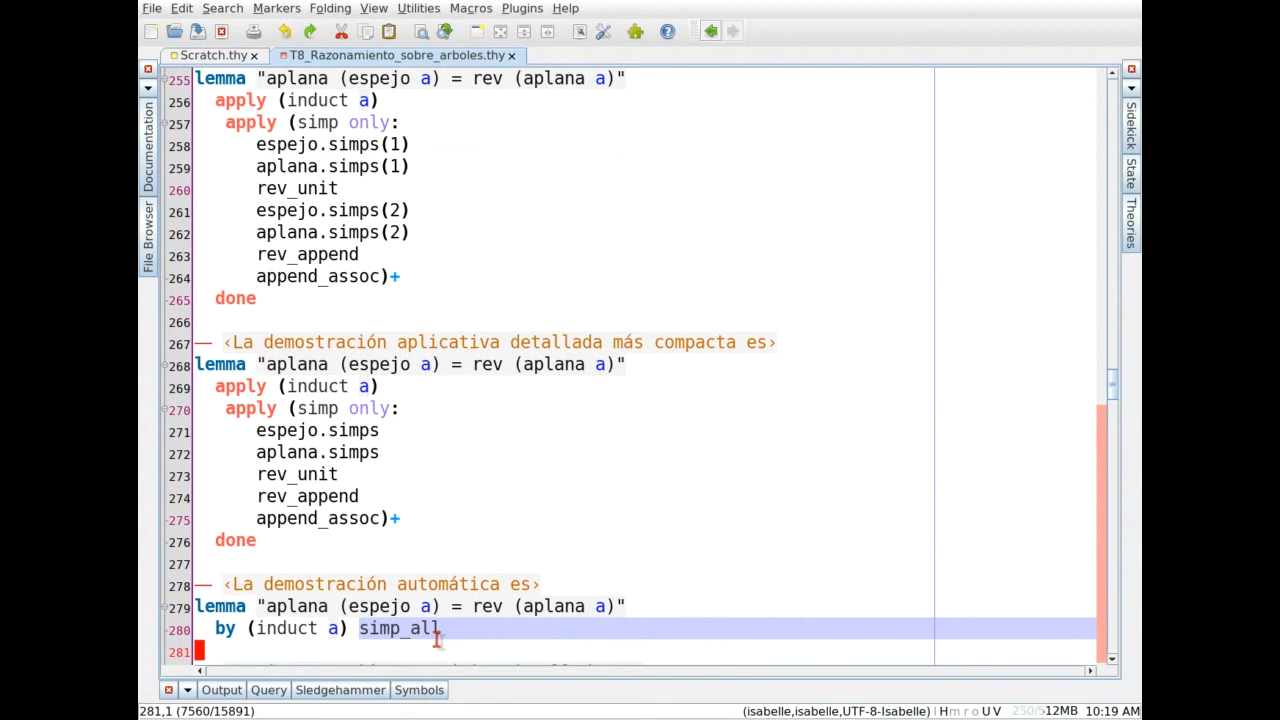 File Edit Search Markers Folding View Utilities Macros Plugins Help
Scratch.thy
T8_Razonamiento_sobre_arboles.thy
Documentation
File Browser
Sidekick
State
Theories
255 lemma "aplana (espejo a) = rev (aplana a)"
256 apply (induct a)
257 apply (simp only:
258 espejo.simps(1)
259 aplana.simps(1)
260 rev_unit
261 espejo.simps(2)
262 aplana.simps(2)
263 rev_append
264 append_assoc)+
265 done
266
267 — ‹La demostración aplicativa detallada más compacta es›
268 lemma "aplana (espejo a) = rev (aplana a)"
269 apply (induct a)
270 apply (simp only:
271 espejo.simps
272 aplana.simps
273 rev_unit
274 rev_append
275 append_assoc)+
276 done
277
278 — ‹La demostración automática es›
279 lemma "aplana (espejo a) = rev (aplana a)"
280 by (induct a) simp_all
281
Output Query Sledgehammer Symbols
281,1 (7560/15891) (isabelle,isabelle,UTF-8-Isabelle) H m r o U V 250/512MB 10:19 AM